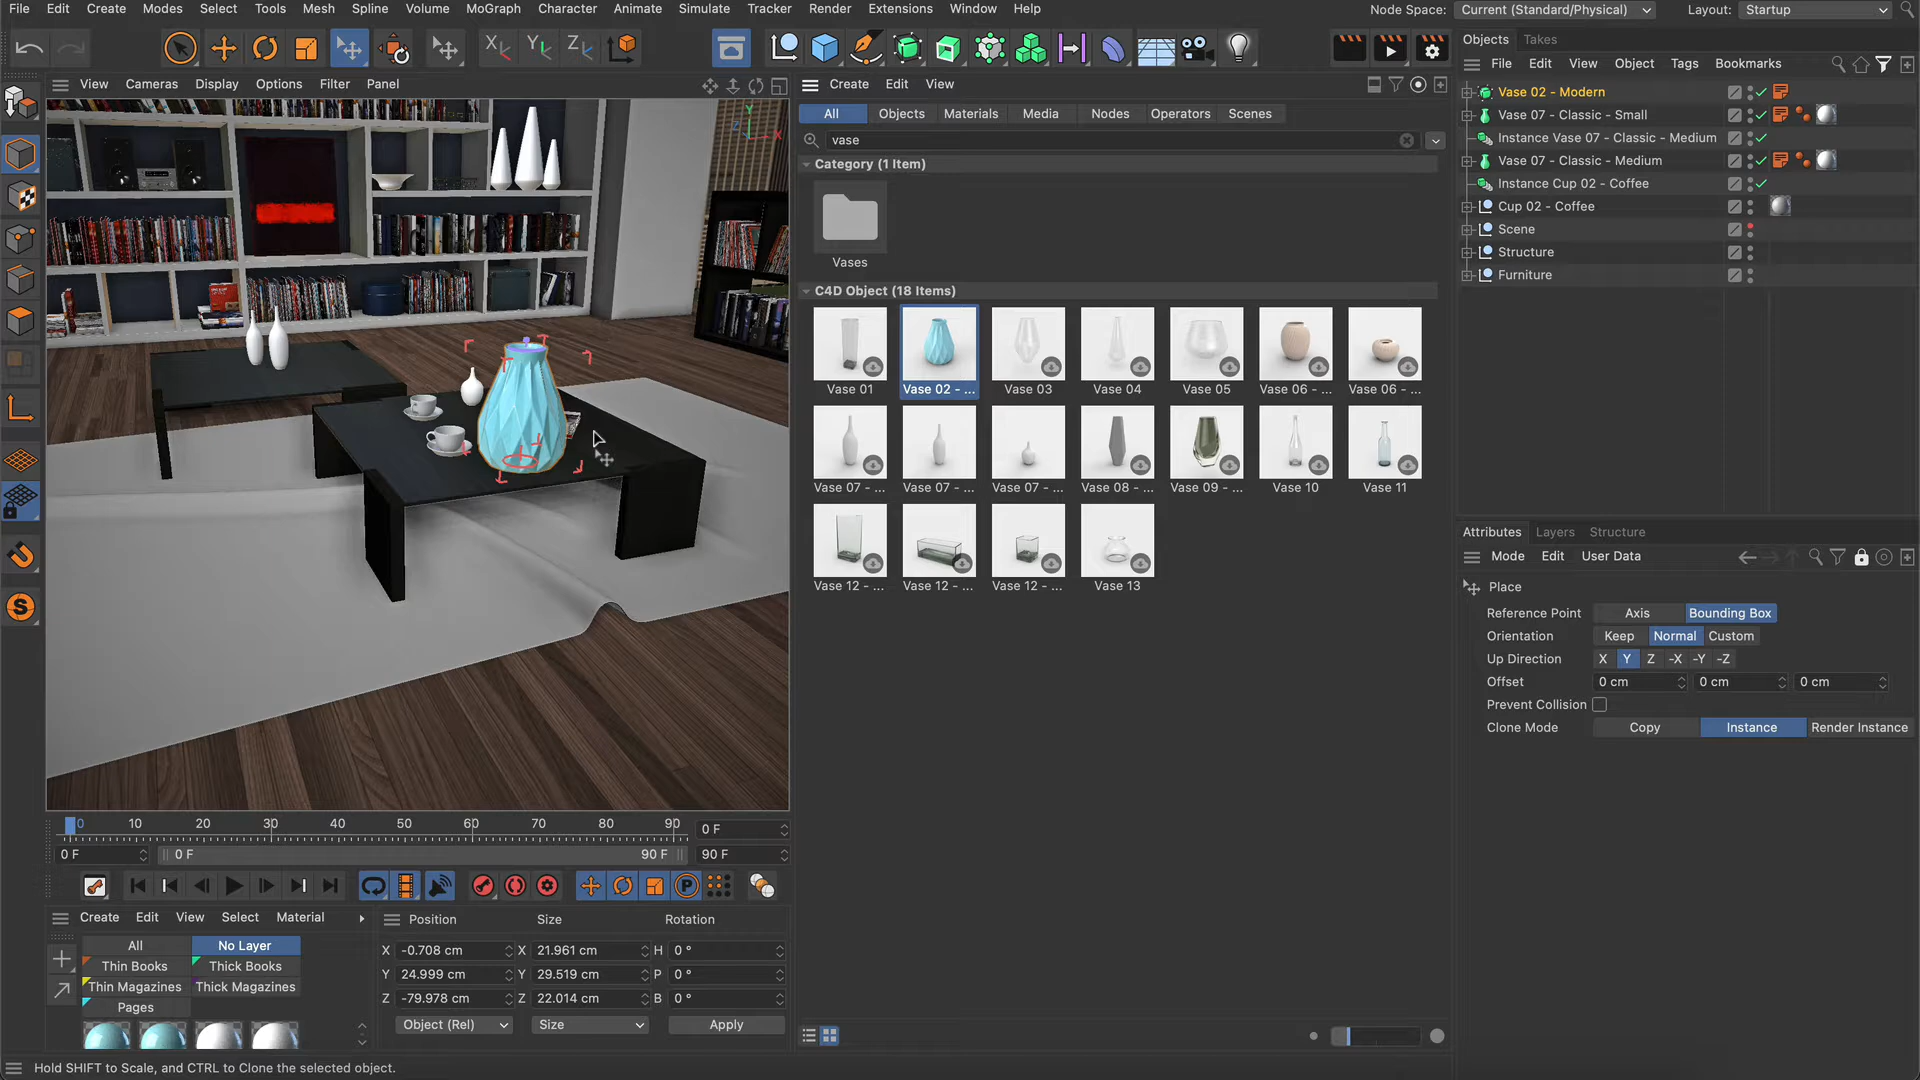 File Edit Create Modes Select Tools Mesh Spline Volume MoGraph Character Animate Simulate Tracker Render Extensions Window Help Node Space: Current (Standard/Physical) Layout: Startup
X Y Z
Objects Takes
File Edit View Object Tags Bookmarks
View Cameras Display Options Filter Panel
Create Edit View
All Objects Materials Media Nodes Operators Scenes
vase
Category (1 Item)
Vases
C4D Object (18 Items)
Vase 01 Vase 02 - ... Vase 03 Vase 04 Vase 05 Vase 06 - ... Vase 06 - ...
Vase 07 - ... Vase 07 - ... Vase 07 - ... Vase 08 - ... Vase 09 - ... Vase 10 Vase 11
Vase 12 - ... Vase 12 - ... Vase 12 - ... Vase 13
Vase 02 - Modern
Vase 07 - Classic - Small
Instance Vase 07 - Classic - Medium
Vase 07 - Classic - Medium
Instance Cup 02 - Coffee
Cup 02 - Coffee
Scene
Structure
Furniture
Attributes Layers Structure
Mode Edit User Data
Place
Reference Point Axis Bounding Box
Orientation Keep Normal Custom
Up Direction X Y Z -X -Y -Z
Offset 0 cm 0 cm 0 cm
Prevent Collision
Clone Mode Copy Instance Render Instance
0 10 20 30 40 50 60 70 80 90 0 F
0 F 0 F 90 F 90 F
Create Edit View Select Material
All No Layer
Thin Books Thick Books
Thin Magazines Thick Magazines
Pages
Position Size Rotation
X -0.708 cm X 21.961 cm H 0 °
Y 24.999 cm Y 29.519 cm P 0 °
Z -79.978 cm Z 22.014 cm B 0 °
Object (Rel) Size Apply
Hold SHIFT to Scale, and CTRL to Clone the selected object.